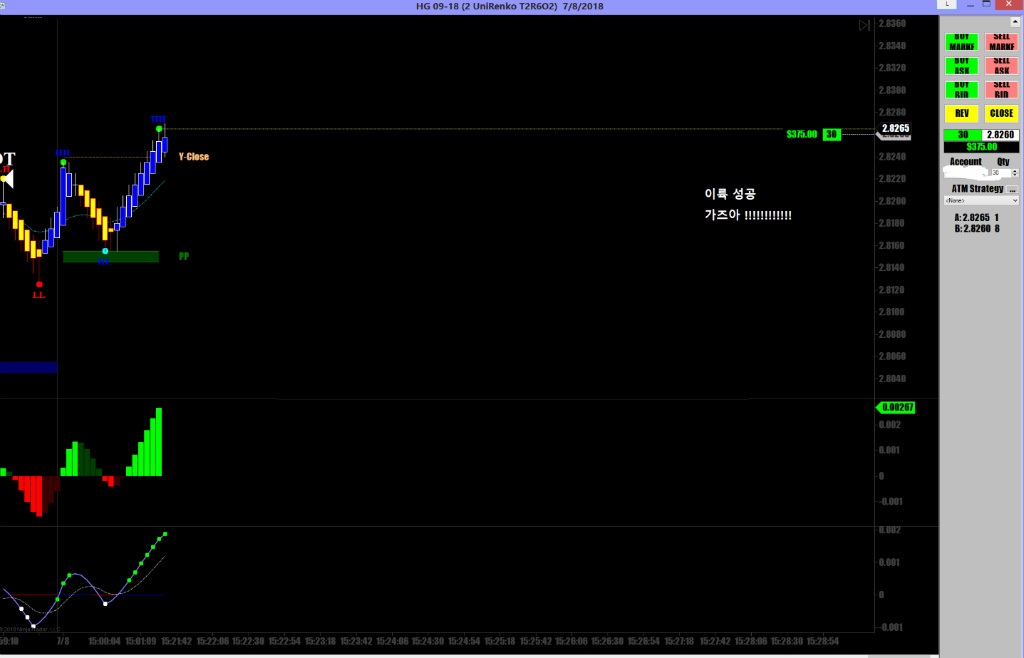 HG 09-18 (2 UniRenko T2R6O2) 7/8/2018
L
2.8360
2.8340
2.8320
2.8300
2.8280
2.8265
2.8240
2.8220
2.8200
2.8180
2.8160
2.8140
2.8120
2.8100
2.8080
2.8060
2.8040
$375.00 30
Y-Close
PP
L.L
이륙 성공
가즈아 !!!!!!!!!!!!
0.00267
0.002
0.001
0
-0.001
0.002
0.001
0
-0.001
7/8 15:00:04 15:01:09 15:21:42 15:22:06 15:22:30 15:22:54 15:23:18 15:23:42 15:24:06 15:24:30 15:24:54 15:25:18 15:25:42 15:26:06 15:26:30 15:26:54 15:27:18 15:27:42 15:28:06 15:28:30 15:28:54
BUY MARKE SELL MARKE
BUY ASK SELL ASK
BUY BID SELL BID
REV CLOSE
30 2.8260
$375.00
Account Qty
30
ATM Strategy ...
<None>
A: 2.8265 1
B: 2.8260 8